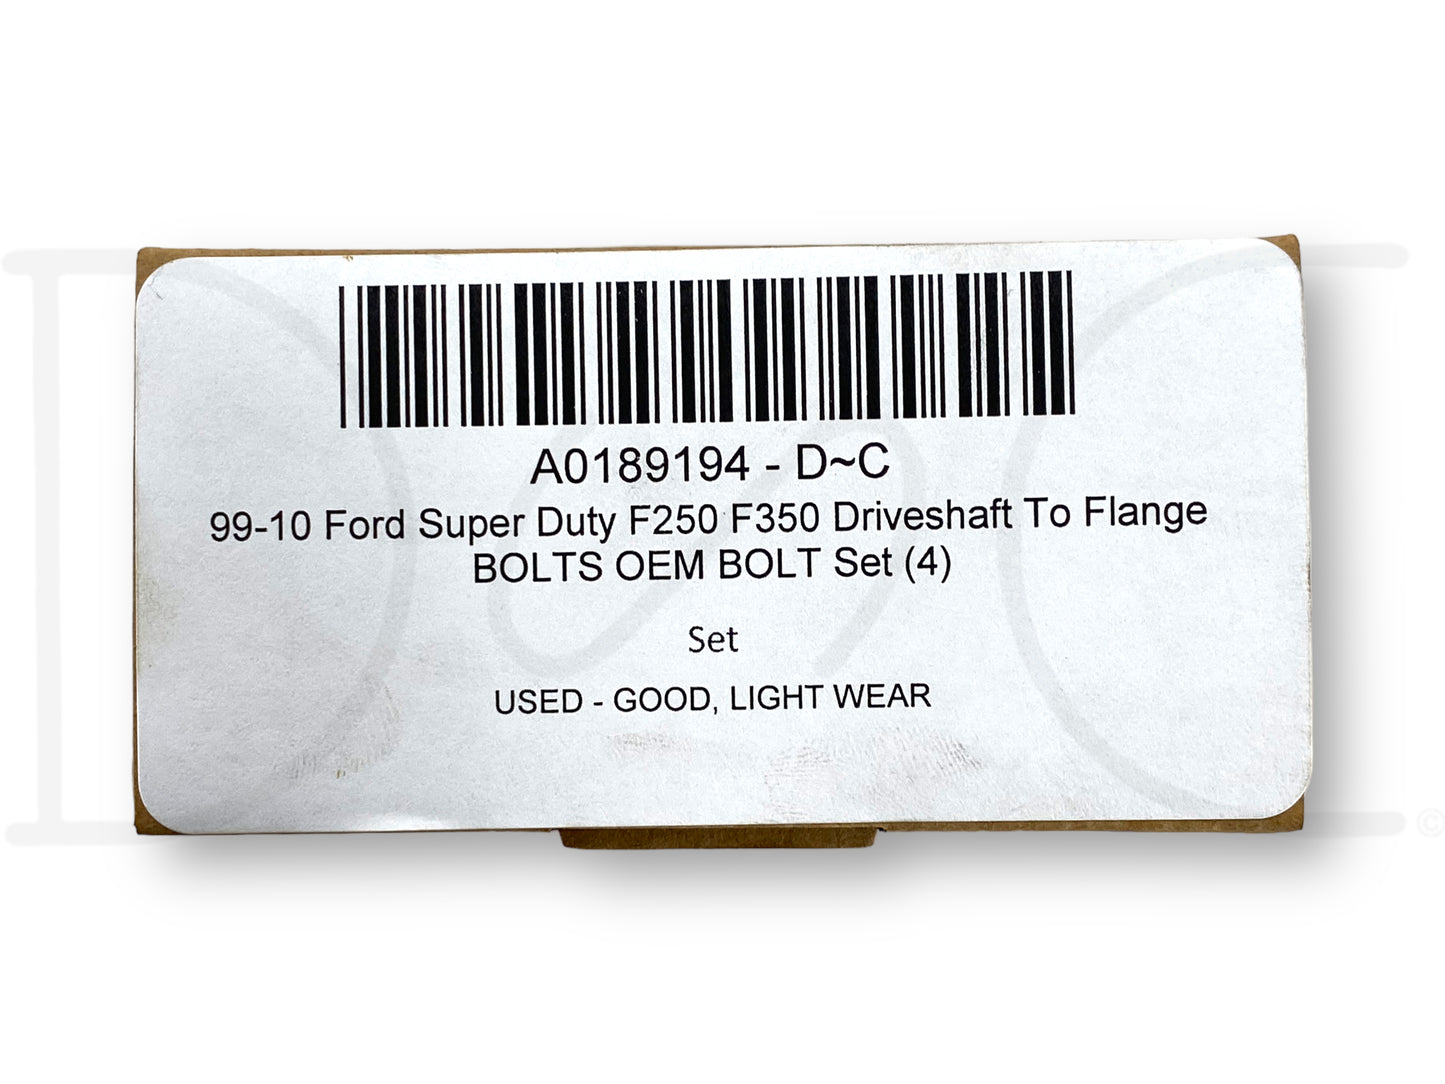 A0189194 - D~C
99-10 Ford Super Duty F250 F350 Driveshaft To Flange
BOLTS OEM BOLT Set (4)
Set
USED - GOOD, LIGHT WEAR
©